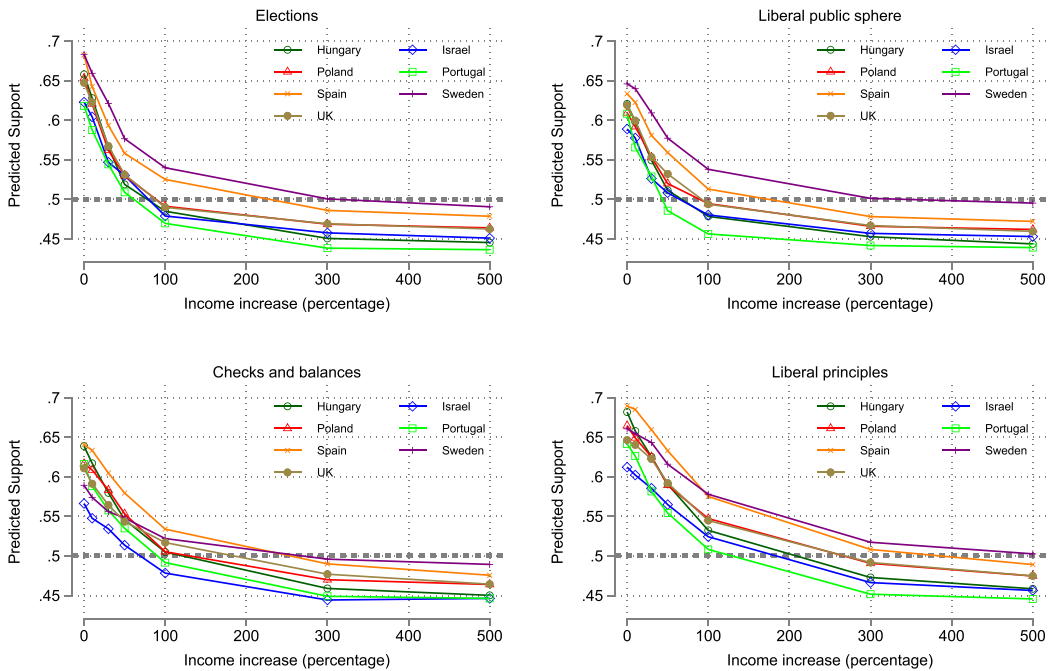 Elections
Hungary Israel
Poland Portugal
Spain Sweden
UK
Predicted Support
.7
.65
.6
.55
.5
.45
0 100 200 300 400 500
Income increase (percentage)
Liberal public sphere
Hungary Israel
Poland Portugal
Spain Sweden
UK
Predicted Support
.7
.65
.6
.55
.5
.45
0 100 200 300 400 500
Income increase (percentage)
Checks and balances
Hungary Israel
Poland Portugal
Spain Sweden
UK
Predicted Support
.7
.65
.6
.55
.5
.45
0 100 200 300 400 500
Income increase (percentage)
Liberal principles
Hungary Israel
Poland Portugal
Spain Sweden
UK
Predicted Support
.7
.65
.6
.55
.5
.45
0 100 200 300 400 500
Income increase (percentage)